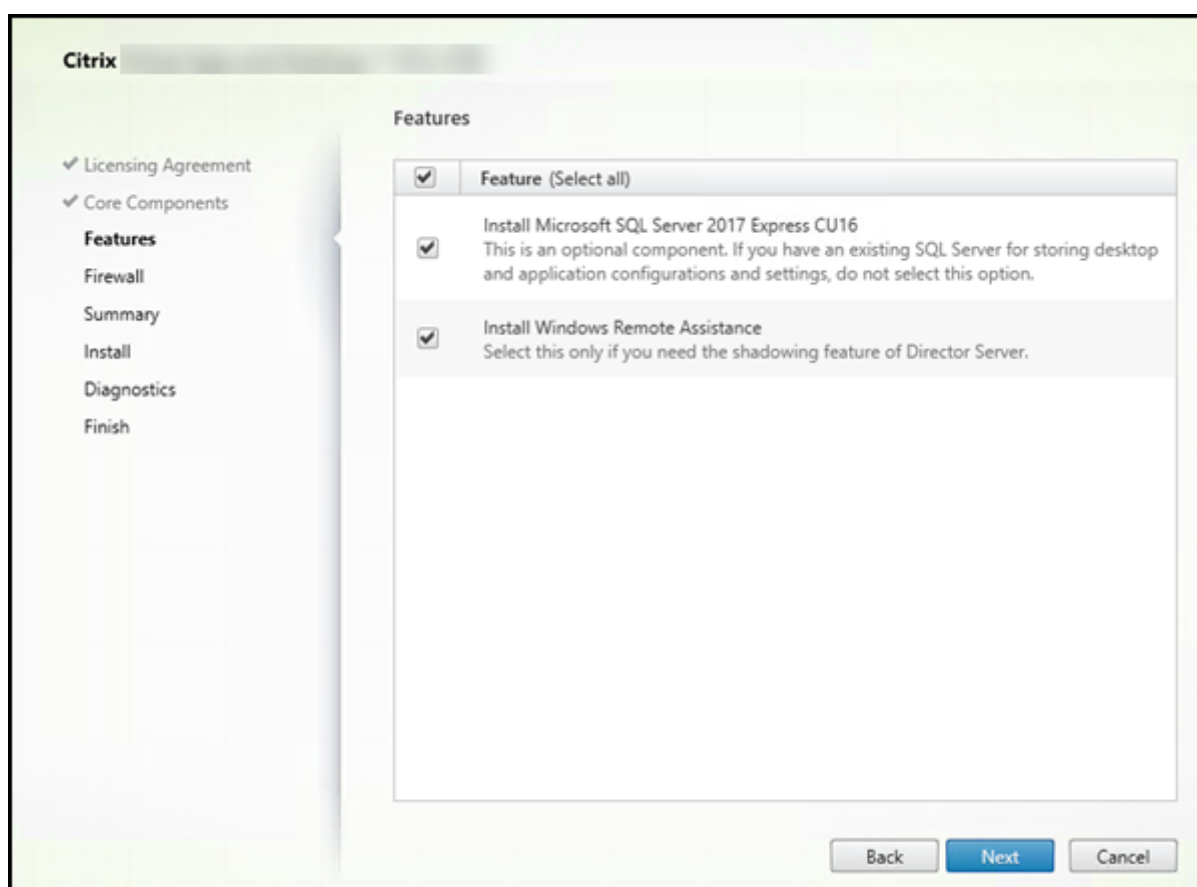 Citrix
Features
✔ Licensing Agreement
✔ Core Components
Features
Firewall
Summary
Install
Diagnostics
Finish
Feature (Select all)
Install Microsoft SQL Server 2017 Express CU16
This is an optional component. If you have an existing SQL Server for storing desktop
and application configurations and settings, do not select this option.
Install Windows Remote Assistance
Select this only if you need the shadowing feature of Director Server.
Back
Next
Cancel